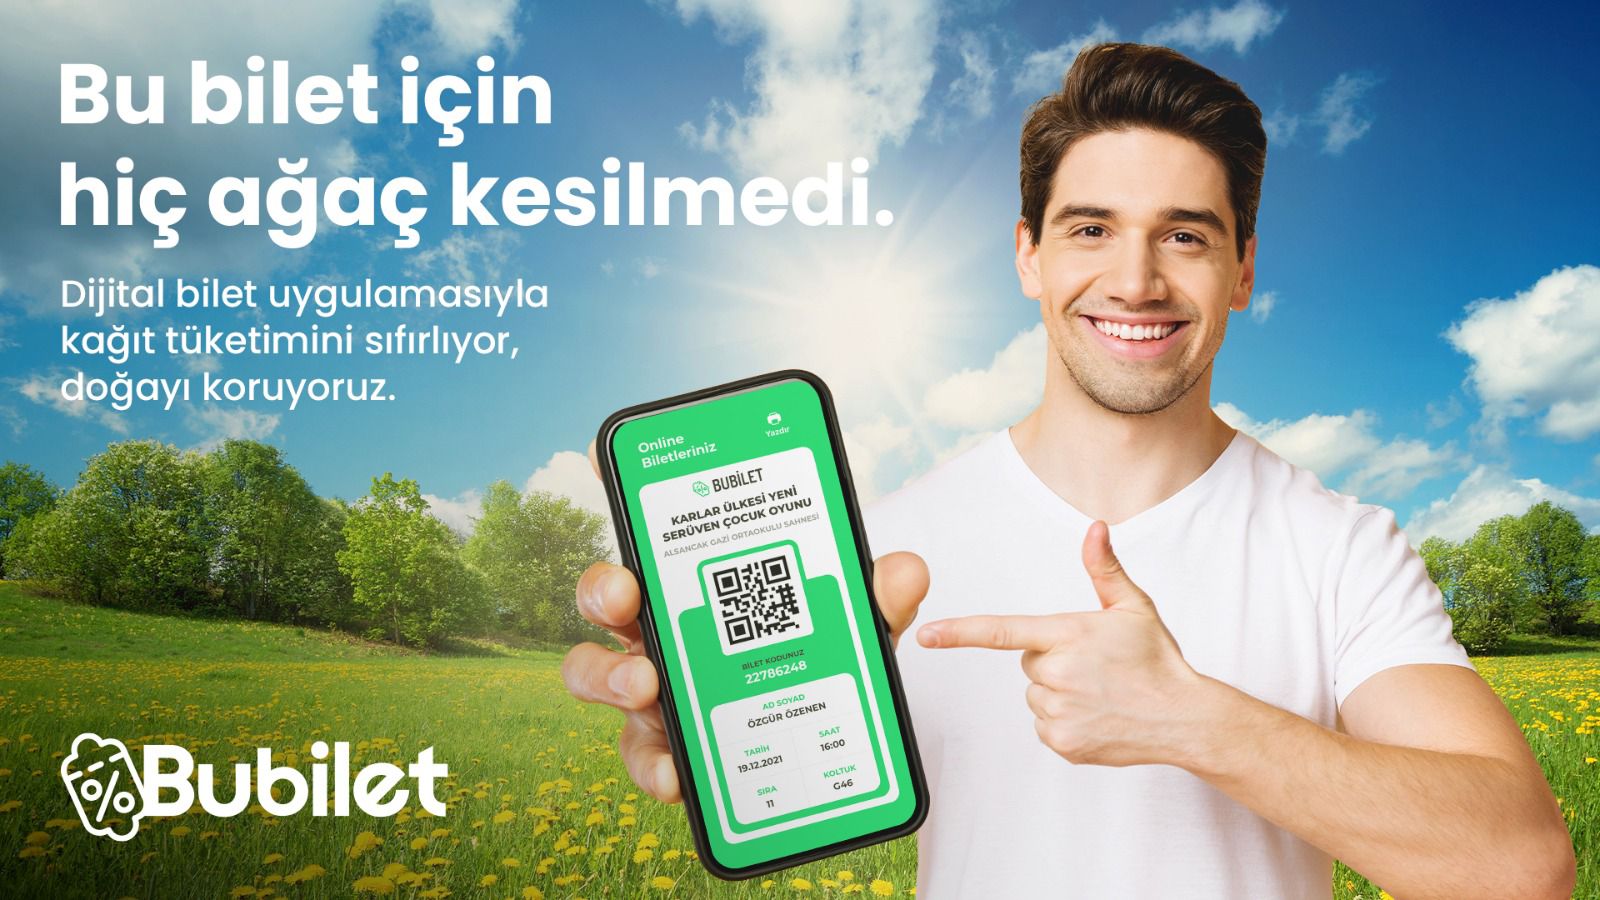 Bu bilet için
hiç ağaç kesilmedi.
Dijital bilet uygulamasıyla
kağıt tüketimini sıfırlıyor,
doğayı koruyoruz.
Online
Biletleriniz
Yazdır
BUBİLET
KARLAR ÜLKESİ YENİ
SERÜVEN ÇOCUK OYUNU
ALSANCAK GAZİ ORTAOKULU SAHNESİ
BİLET KODUNUZ
22786248
AD SOYAD
ÖZGÜR ÖZENEN
TARİH
19.12.2021
SAAT
16:00
SIRA
11
KOLTUK
G46
%Bubilet